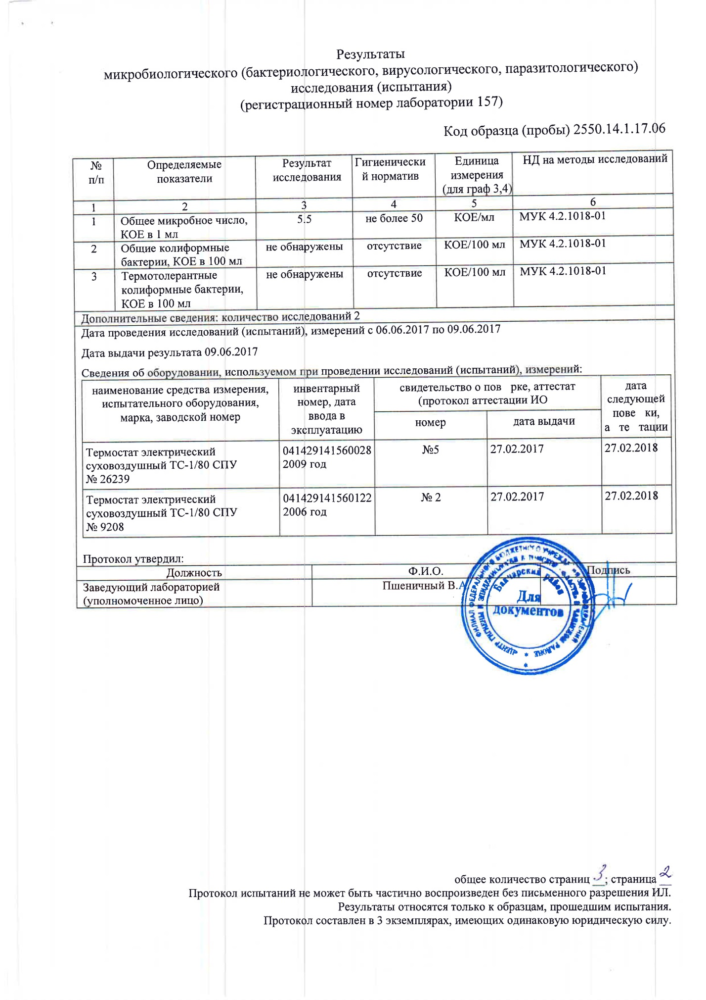 Результаты
микробиологического (бактериологического, вирусологического, паразитологического)
исследования (испытания)
(регистрационный номер лаборатории 157)
Код образца (пробы) 2550.14.1.17.06
№ п/п Определяемые показатели Результат исследования Гигиенически й норматив Единица измерения (для граф 3,4) НД на методы исследований
1 2 3 4 5 6
1 Общее микробное число, КОЕ в 1 мл 5.5 не более 50 КОЕ/мл МУК 4.2.1018-01
2 Общие колиформные бактерии, КОЕ в 100 мл не обнаружены отсутствие КОЕ/100 мл МУК 4.2.1018-01
3 Термотолерантные колиформные бактерии, КОЕ в 100 мл не обнаружены отсутствие КОЕ/100 мл МУК 4.2.1018-01
Дополнительные сведения: количество исследований 2
Дата проведения исследований (испытаний), измерений с 06.06.2017 по 09.06.2017
Дата выдачи результата 09.06.2017
Сведения об оборудовании, используемом при проведении исследований (испытаний), измерений:
наименование средства измерения, испытательного оборудования, марка, заводской номер инвентарный номер, дата ввода в эксплуатацию свидетельство о пов рке, аттестат (протокол аттестации ИО дата следующей пове ки, а те тации
номер дата выдачи
Термостат электрический суховоздушный ТС-1/80 СПУ № 26239 041429141560028 2009 год №5 27.02.2017 27.02.2018
Термостат электрический суховоздушный ТС-1/80 СПУ № 9208 041429141560122 2006 год № 2 27.02.2017 27.02.2018
Протокол утвердил:
Должность Ф.И.О. Подпись
Заведующий лабораторией (уполномоченное лицо) Пшеничный В.А
Бакчарский район
Для
документов
общее количество страниц 3; страница 2
Протокол испытаний не может быть частично воспроизведен без письменного разрешения ИЛ.
Результаты относятся только к образцам, прошедшим испытания.
Протокол составлен в 3 экземплярах, имеющих одинаковую юридическую силу.